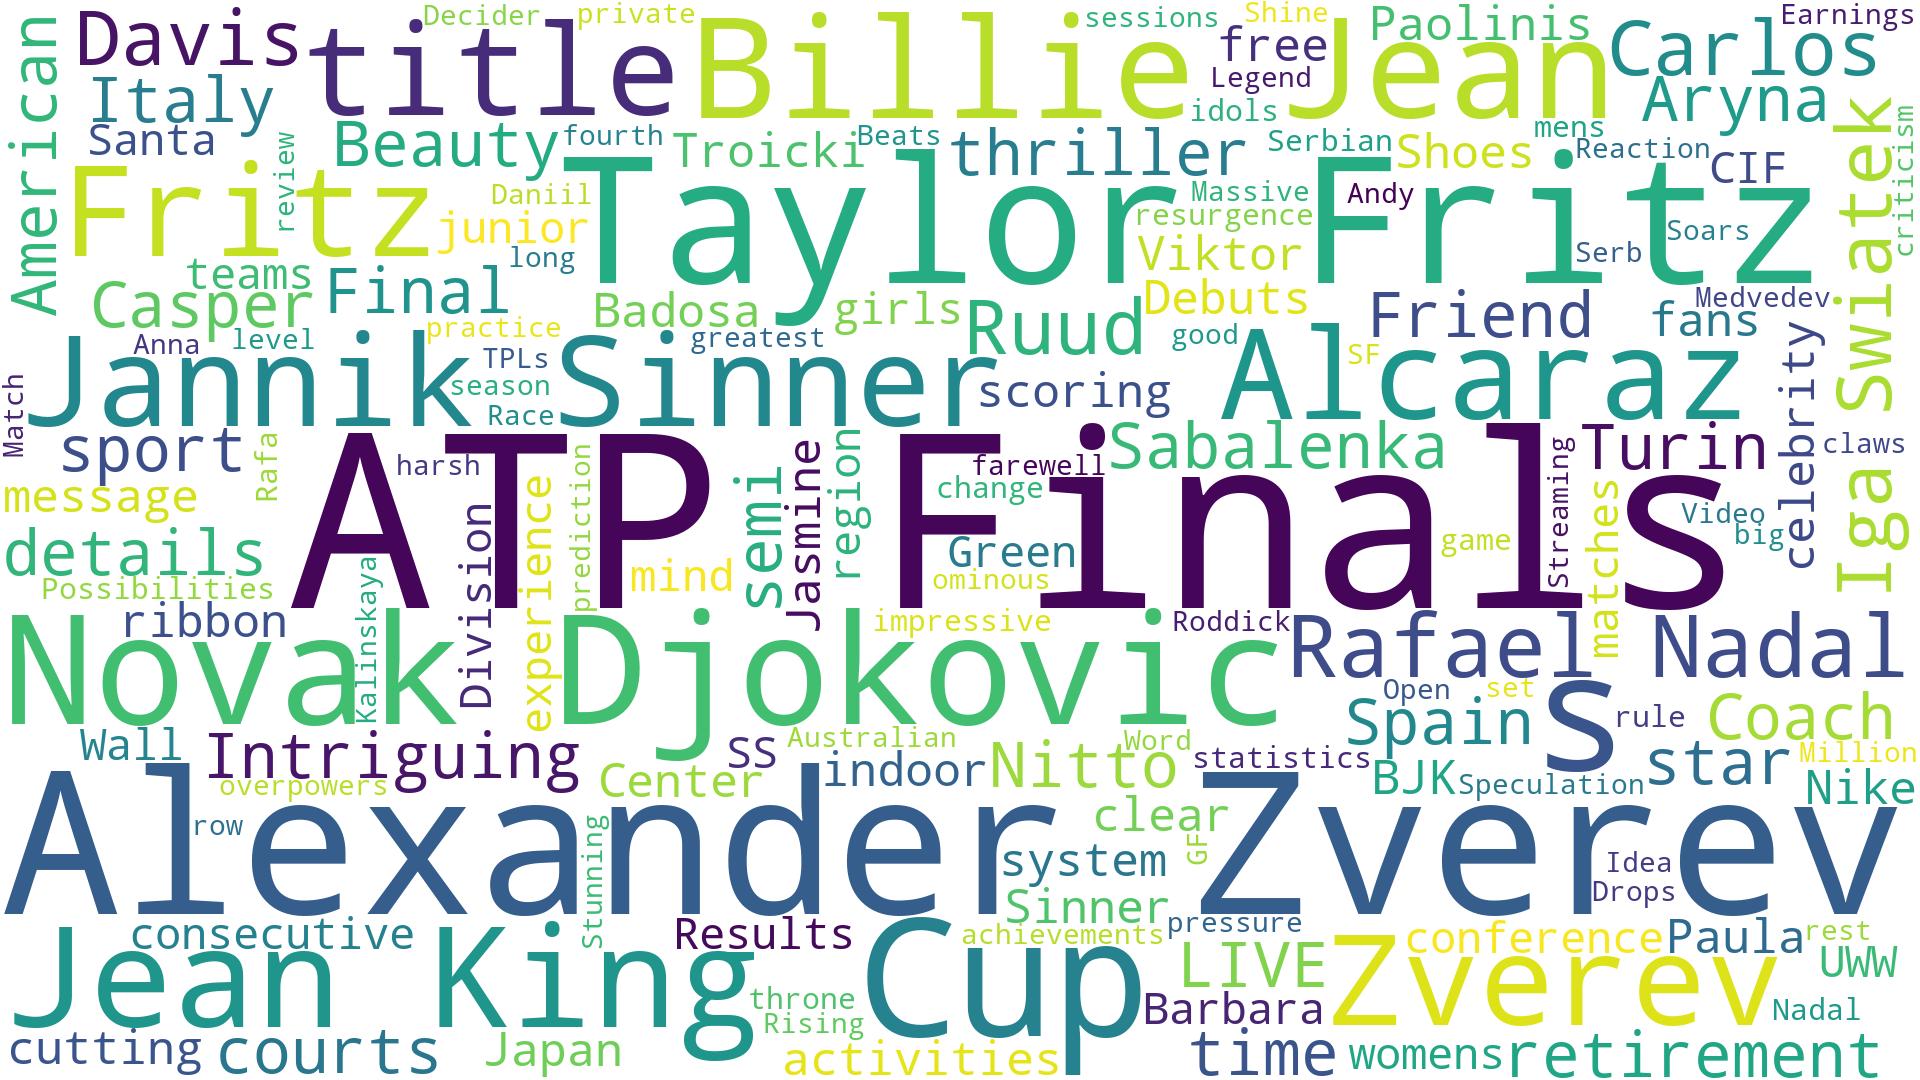 American
Davis
Decider
private
title
Billie
sessions
Shine
free
Jean
Paolinis
Carlos
Earnings
Italy
Legend
idols
Aryna
Santa
review
Beauty
fourth
Troicki
Beats
thriller
Serbian
mens
Shoes
Reaction
CIF
Swiatek
criticism
Fritz
Daniil
junior
Taylor Fritz
Massive
Andy
resurgence
Viktor
Serb
Soars
long
teams
Casper
Final
Badosa
girls
Ruud
Debuts
Friend
Medvedev
fans
practice
Anna
level
TPLs
greatest
good
SF
Jannik Sinner
season
Race
scoring
Alcaraz
celebrity
Match
sport
Rafa
harsh
ATP Finals
farewell
Sabalenka
Streaming
Turin
claws
message
Division
experience
prediction
semi
Jasmine
region
change
matches
Video
Iga
details
mind
Green
game
big
Possibilities
Kalinskaya
ominous
ribbon
impressive
Roddick
Novak Djokovic
Rafael Nadal
Open
set
Spain
S
rule
Coach
Wall
Intriguing
SS
Australian
Word
statistics
star
Million
overpowers
Center
indoor
Nitto
BJK
Speculation
Nike
Alexander Zverev
row
Stunning
clear
GF
system
Idea
Drops
Sinner
consecutive
Results
achievements
pressure
conference
Paula
rest
Jean King
Cup
LIVE
Zverev
UWW
throne
Rising
Barbara
Nadal
cutting
courts
Japan
activities
time
womens
retirement